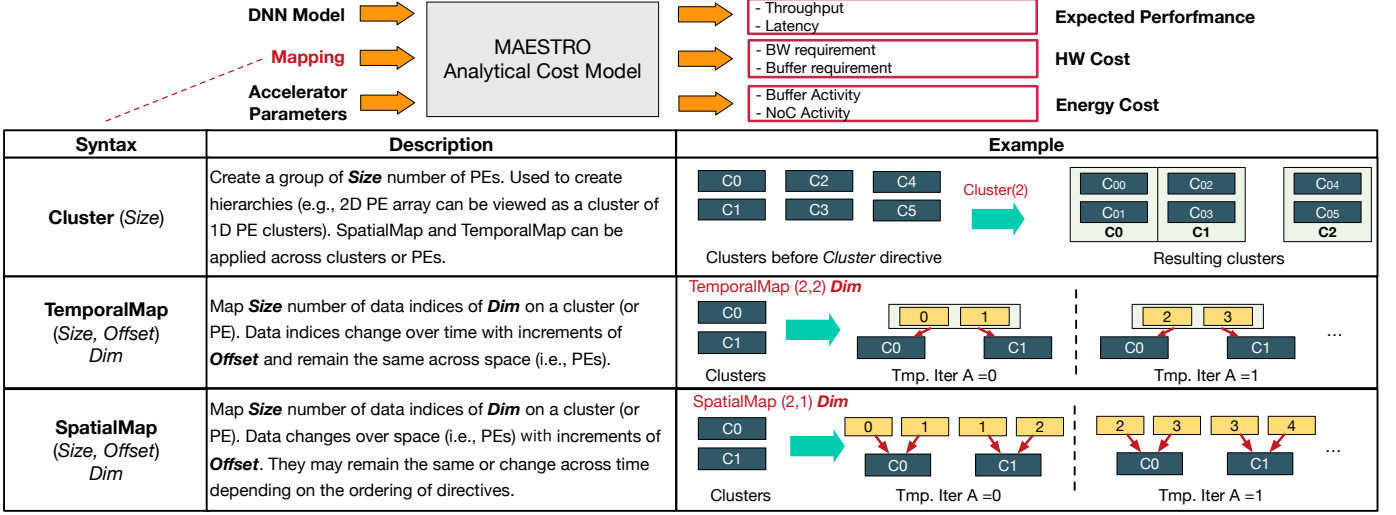 DNN Model
Mapping
Accelerator
Parameters
MAESTRO
Analytical Cost Model
- Throughput
- Latency
- BW requirement
- Buffer requirement
- Buffer Activity
- NoC Activity
Expected Perforfmance
HW Cost
Energy Cost
Syntax
Description
Example
Cluster (Size)
Create a group of Size number of PEs. Used to create
hierarchies (e.g., 2D PE array can be viewed as a cluster of
1D PE clusters). SpatialMap and TemporalMap can be
applied across clusters or PEs.
C0 C2 C4
C1 C3 C5
Clusters before Cluster directive
Cluster(2)
C00 C02 C04
C01 C03 C05
C0 C1 C2
Resulting clusters
TemporalMap
(Size, Offset)
Dim
Map Size number of data indices of Dim on a cluster (or
PE). Data indices change over time with increments of
Offset and remain the same across space (i.e., PEs).
TemporalMap (2,2) Dim
C0
C1
Clusters
0 1
C0 C1
Tmp. Iter A =0
2 3
C0 C1
Tmp. Iter A =1
...
SpatialMap
(Size, Offset)
Dim
Map Size number of data indices of Dim on a cluster (or
PE). Data changes over space (i.e., PEs) with increments of
Offset. They may remain the same or change across time
depending on the ordering of directives.
SpatialMap (2,1) Dim
C0
C1
Clusters
0 1 1 2
C0 C1
Tmp. Iter A =0
2 3 3 4
C0 C1
Tmp. Iter A =1
...